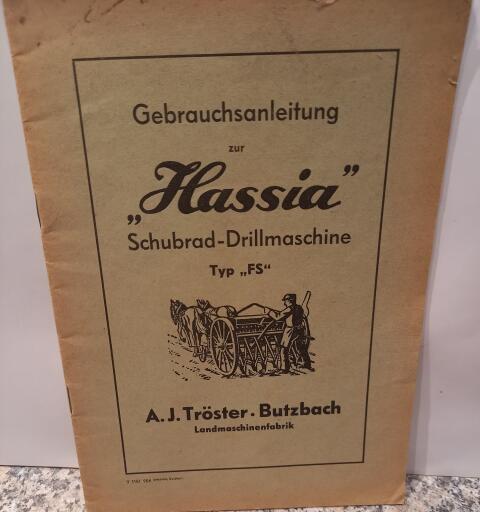 Gebrauchsanleitung
zur
„Hassia”
Schubrad-Drillmaschine
Typ „FS“
A.J. Tröster - Butzbach
Landmaschinenfabrik